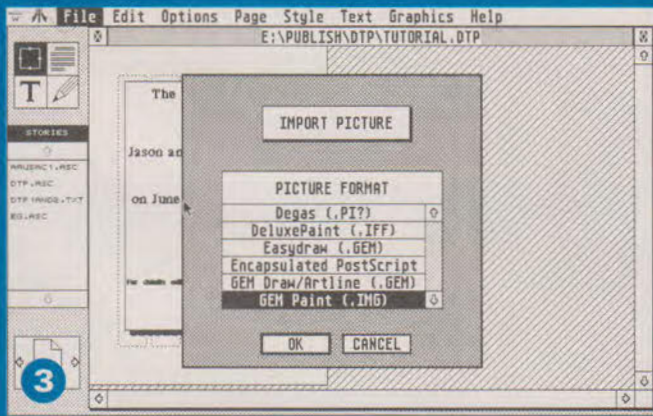 File Edit Options Page Style Text Graphics Help
E:\PUBLISH\DTP\TUTORIAL.DTP
T
STORIES
DTP.ASC
EG.ASC
The
Jason an
on June
IMPORT PICTURE
PICTURE FORMAT
Degas (.PI?)
DeluxePaint (.IFF)
Easydraw (.GEM)
Encapsulated PostScript
GEM Draw/Artline (.GEM)
GEM Paint (.IMG)
OK CANCEL
3